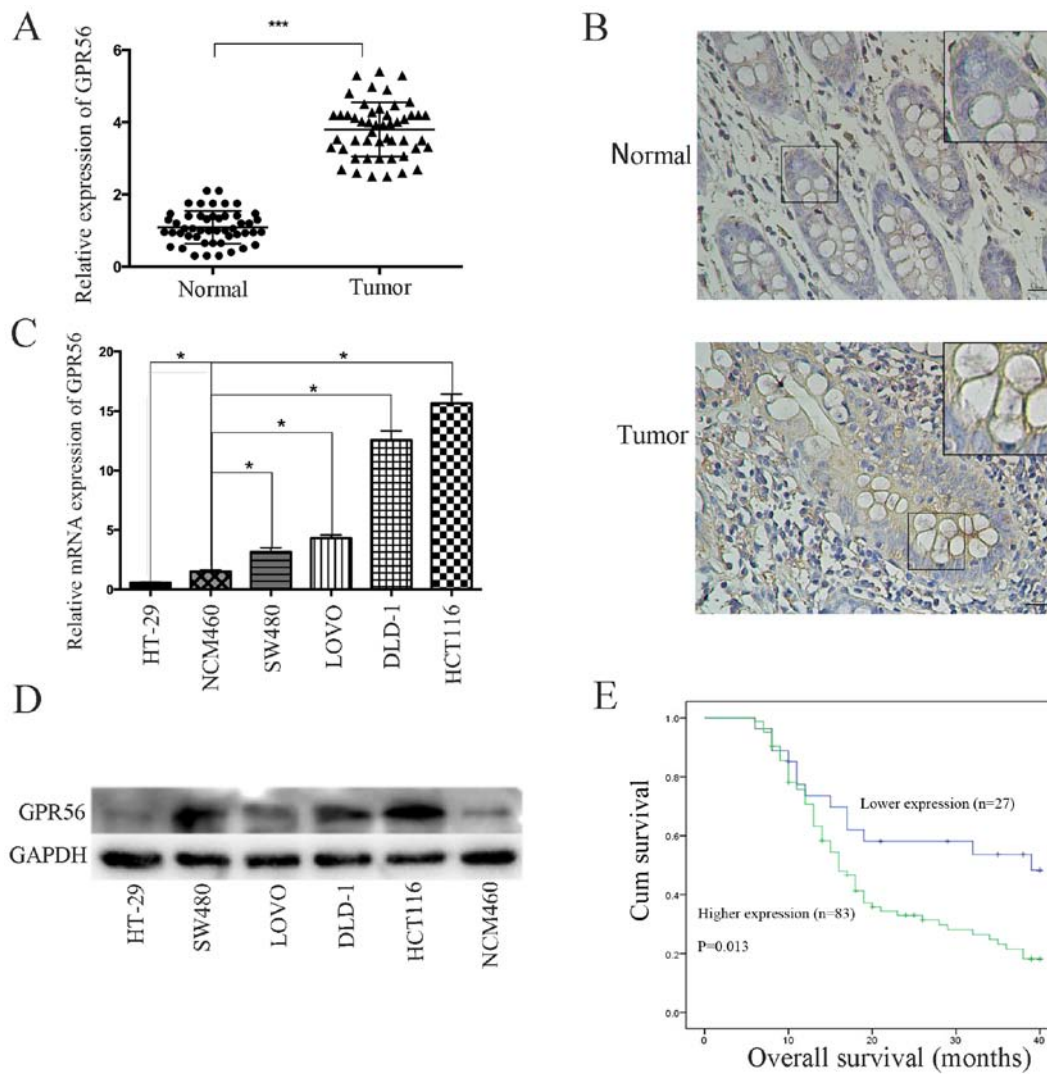 A
***
Relative expression of GPR56
6
4
2
0
Normal
Tumor
B
Normal
Tumor
C
Relative mRNA expression of GPR56
20
15
10
5
0
*
*
*
*
*
HT-29
NCM460
SW480
LOVO
DLD-1
HCT116
D
GPR56
GAPDH
HT-29
SW480
LOVO
DLD-1
HCT116
NCM460
E
Cum survival
1.0
0.8
0.6
0.4
0.2
0.0
Lower expression (n=27)
Higher expression (n=83)
P=0.013
0
10
20
30
40
Overall survival (months)